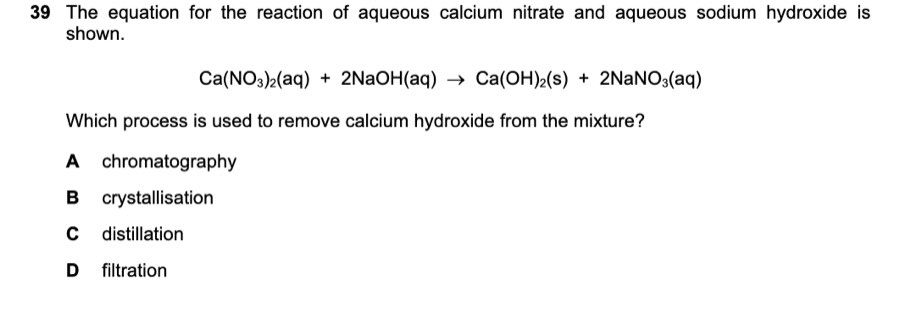 39 The equation for the reaction of aqueous calcium nitrate and aqueous sodium hydroxide is
shown.
Ca(NO₃)₂(aq) + 2NaOH(aq) → Ca(OH)₂(s) + 2NaNO₃(aq)
Which process is used to remove calcium hydroxide from the mixture?
A chromatography
B crystallisation
C distillation
D filtration